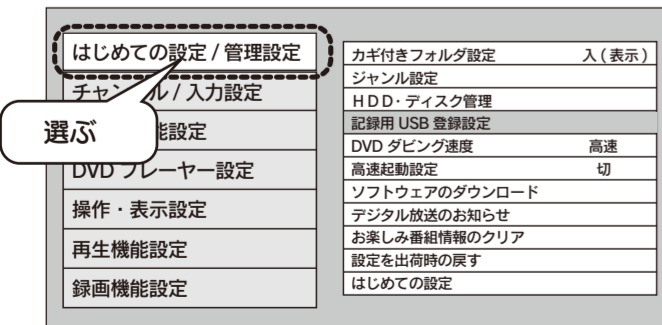 はじめての設定 / 管理設定
チャン ル / 入力設定
選ぶ
能設定
DVD プレーヤー設定
操作・表示設定
再生機能設定
録画機能設定
カギ付きフォルダ設定 入 ( 表示 )
ジャンル設定
HDD・ディスク管理
記録用 USB 登録設定
DVD ダビング速度 高速
高速起動設定 切
ソフトウェアのダウンロード
デジタル放送のお知らせ
お楽しみ番組情報のクリア
設定を出荷時の戻す
はじめての設定